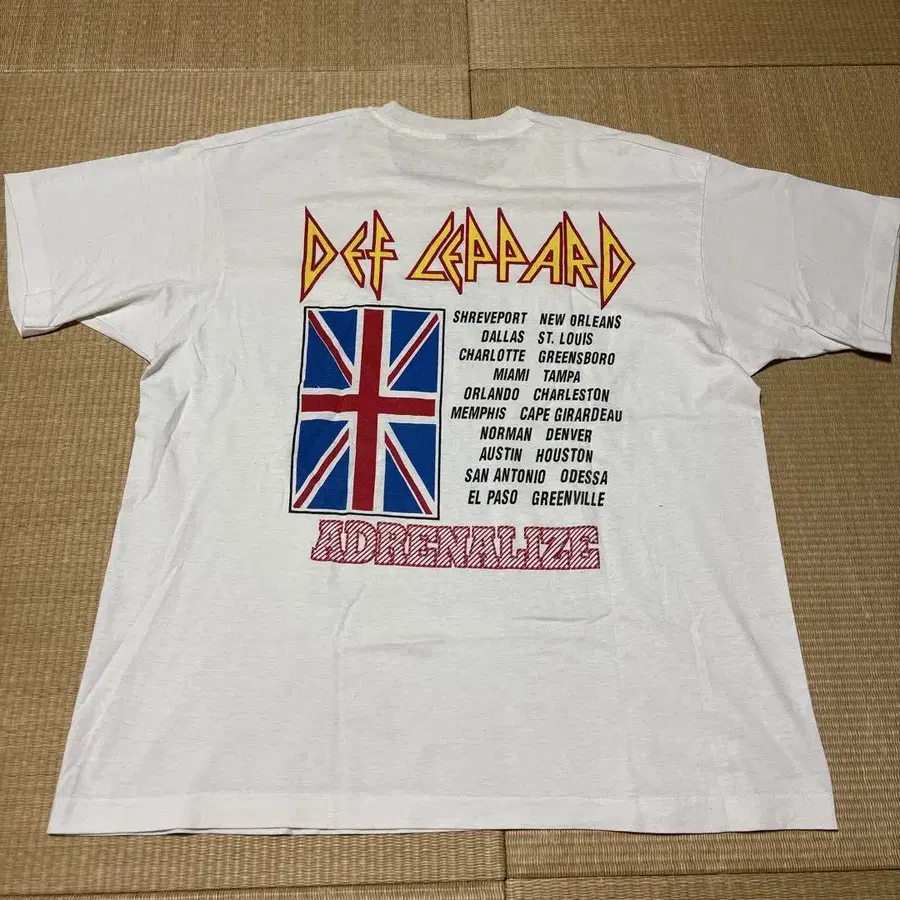 DEF LEPPARD
SHREVEPORT NEW ORLEANS
DALLAS ST. LOUIS
CHARLOTTE GREENSBORO
MIAMI TAMPA
ORLANDO CHARLESTON
MEMPHIS CAPE GIRARDEAU
NORMAN DENVER
AUSTIN HOUSTON
SAN ANTONIO ODESSA
EL PASO GREENVILLE
ADRENALIZE